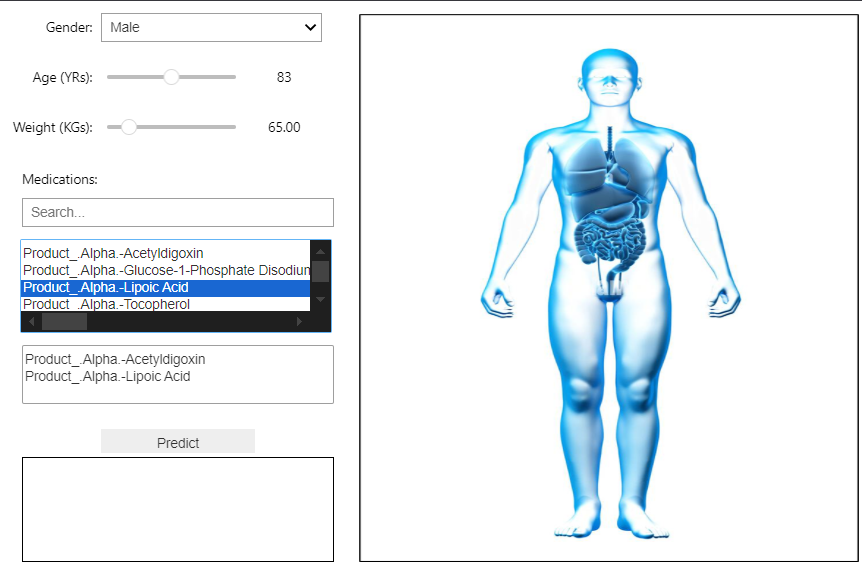 Gender: Male
Age (YRs): 83
Weight (KGs): 65.00
Medications:
Search...
Product_.Alpha.-Acetyldigoxin
Product_.Alpha.-Glucose-1-Phosphate Disodiun
Product_.Alpha.-Lipoic Acid
Product_.Alpha.-Tocopherol
Product_.Alpha.-Acetyldigoxin
Product_.Alpha.-Lipoic Acid
Predict